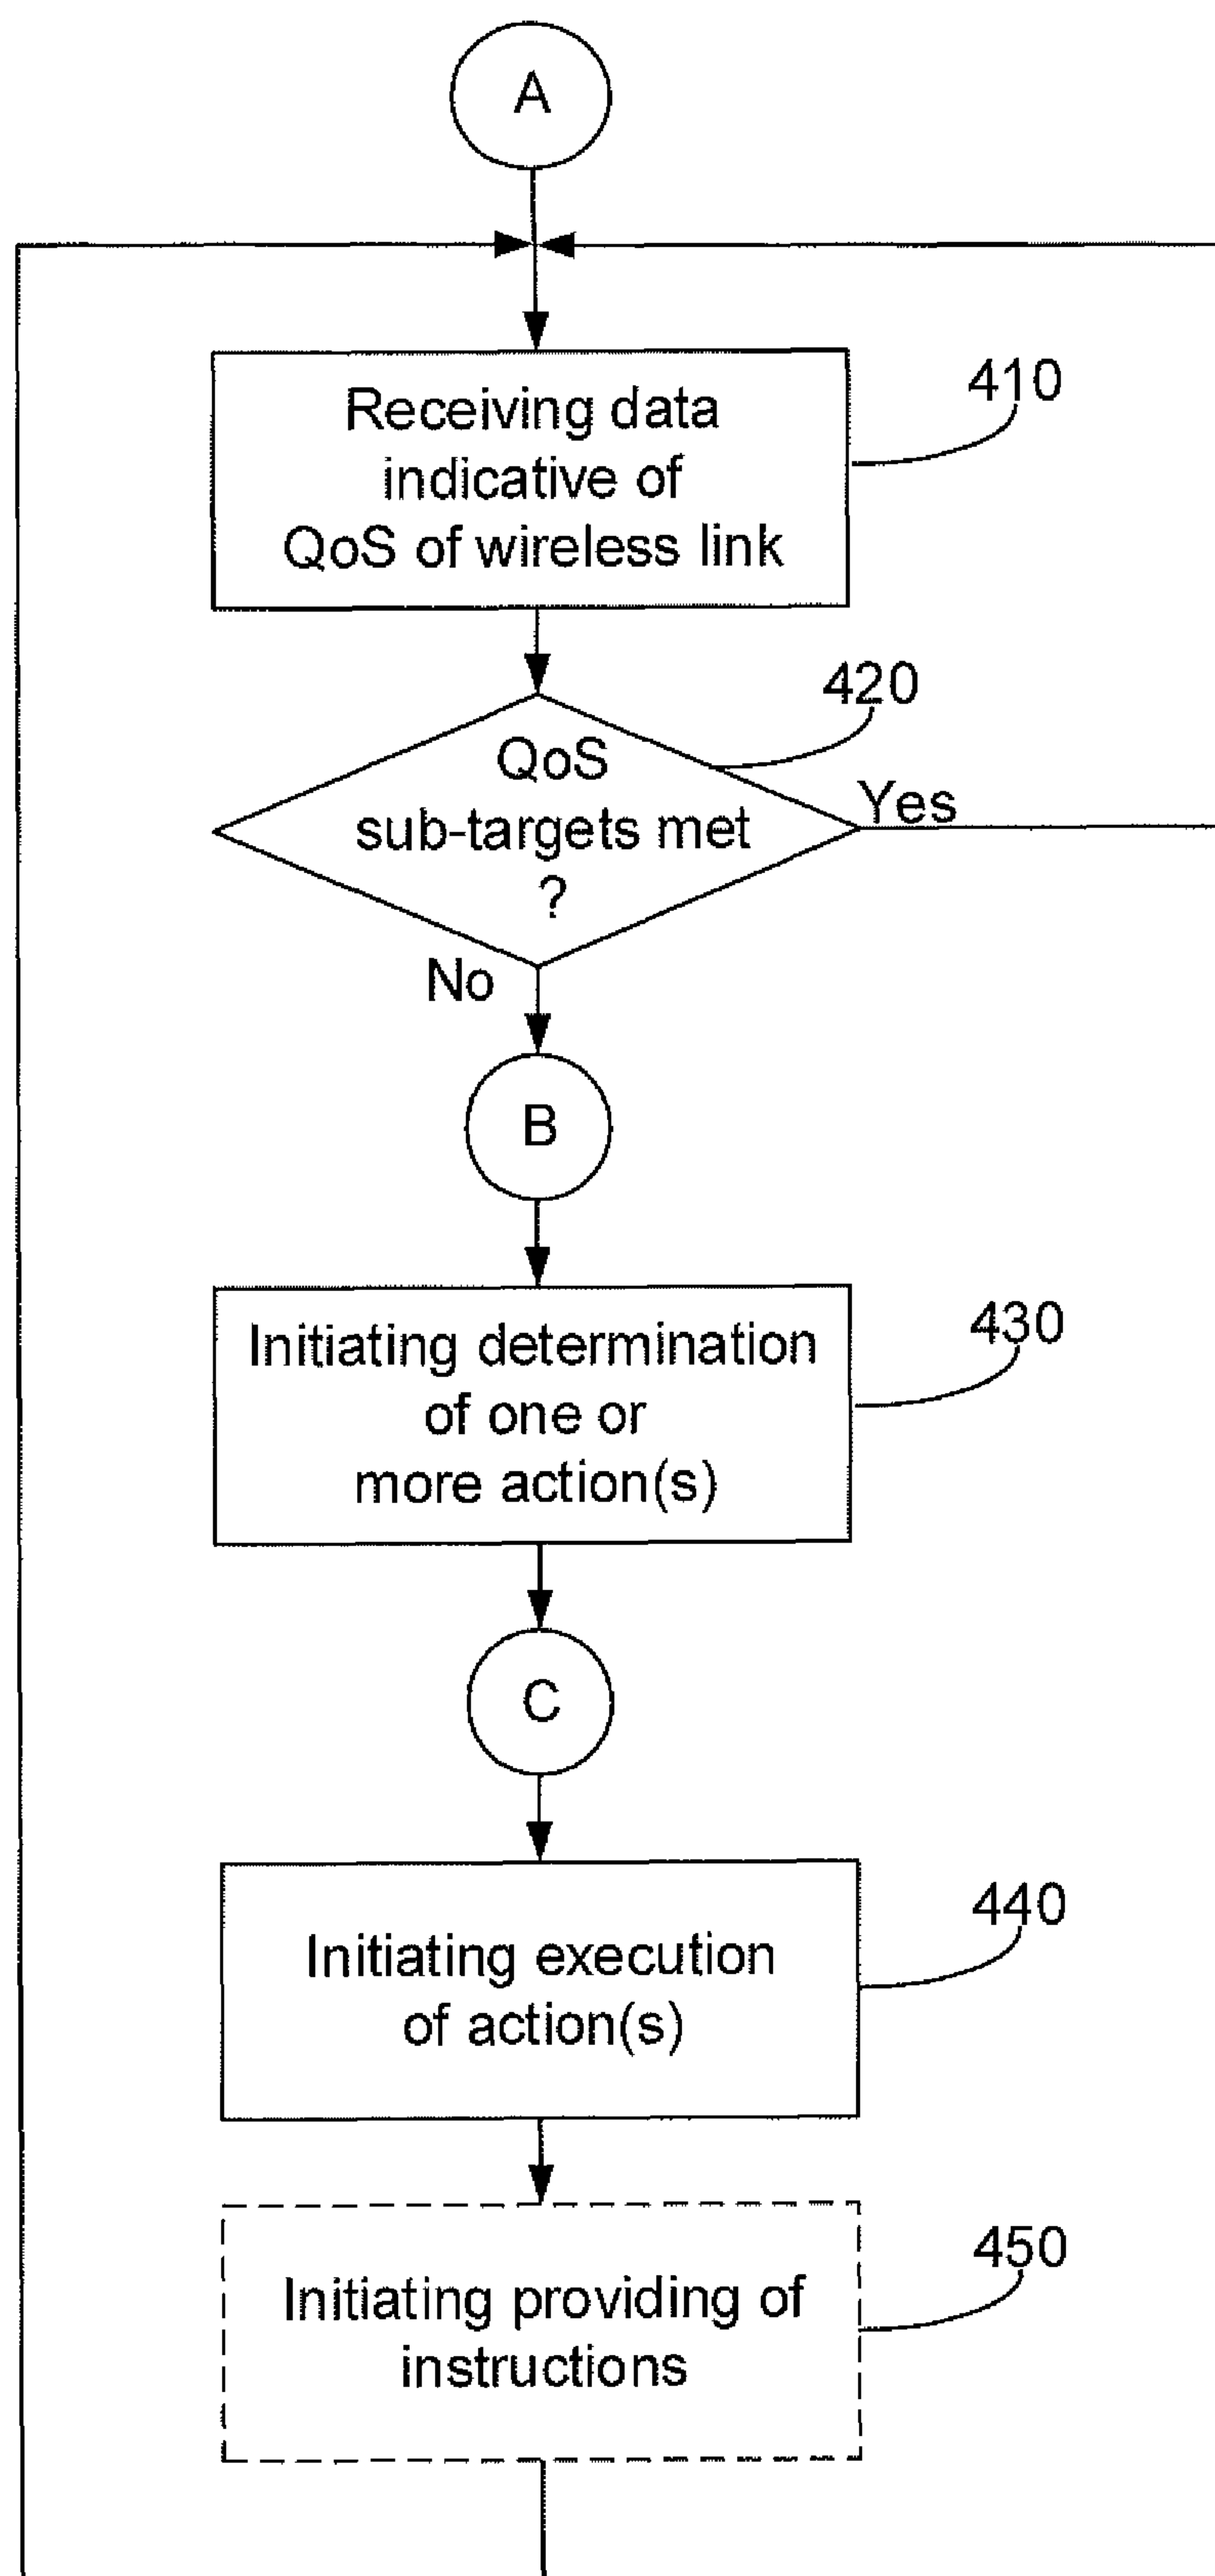 A
Receiving data
indicative of
QoS of wireless link
410
QoS
sub-targets met
?
420
Yes
No
B
Initiating determination
of one or
more action(s)
430
C
Initiating execution
of action(s)
440
Initiating providing of
instructions
450